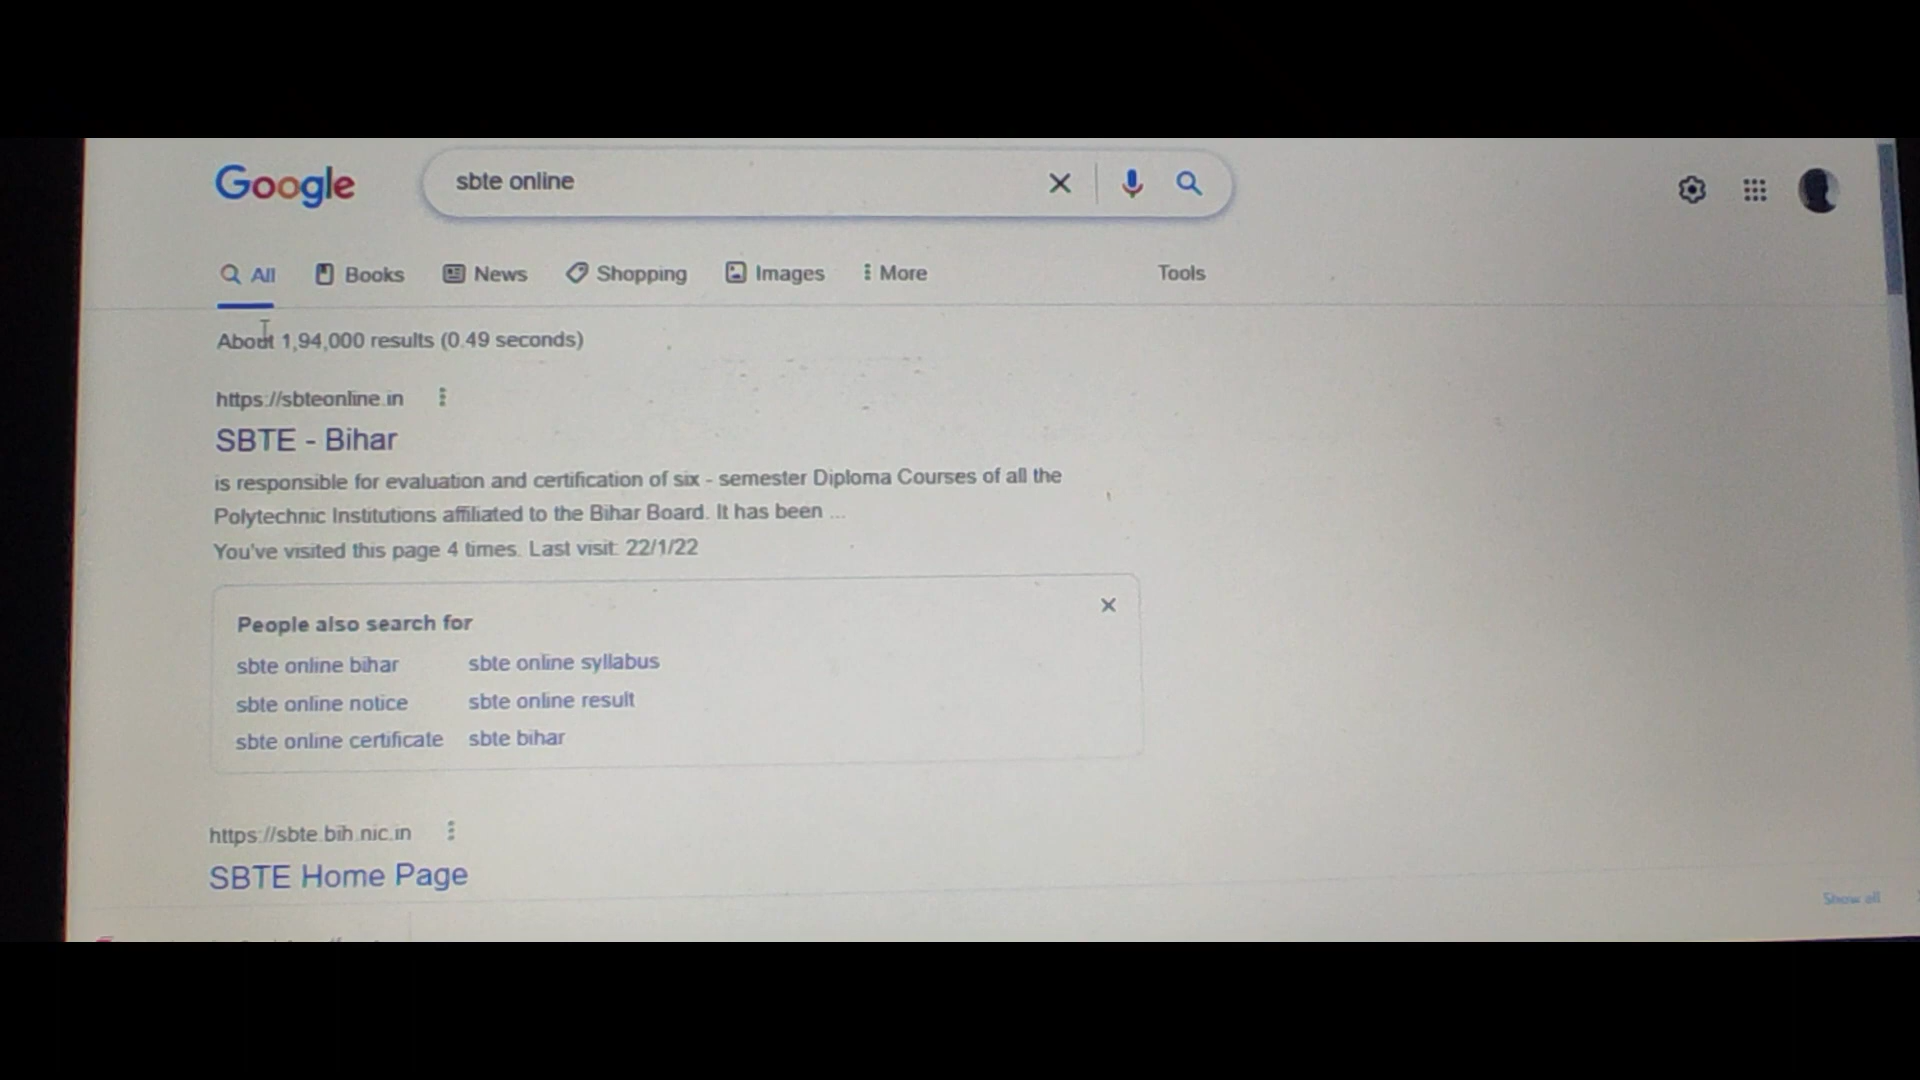 Google
sbte online
All Books News Shopping Images More Tools
About 1,94,000 results (0.49 seconds)
https://sbteonline.in
SBTE - Bihar
is responsible for evaluation and certification of six - semester Diploma Courses of all the
Polytechnic Institutions affiliated to the Bihar Board. It has been ...
You've visited this page 4 times. Last visit: 22/1/22
People also search for
sbte online bihar sbte online syllabus
sbte online notice sbte online result
sbte online certificate sbte bihar
https://sbte.bih.nic.in
SBTE Home Page
Show all